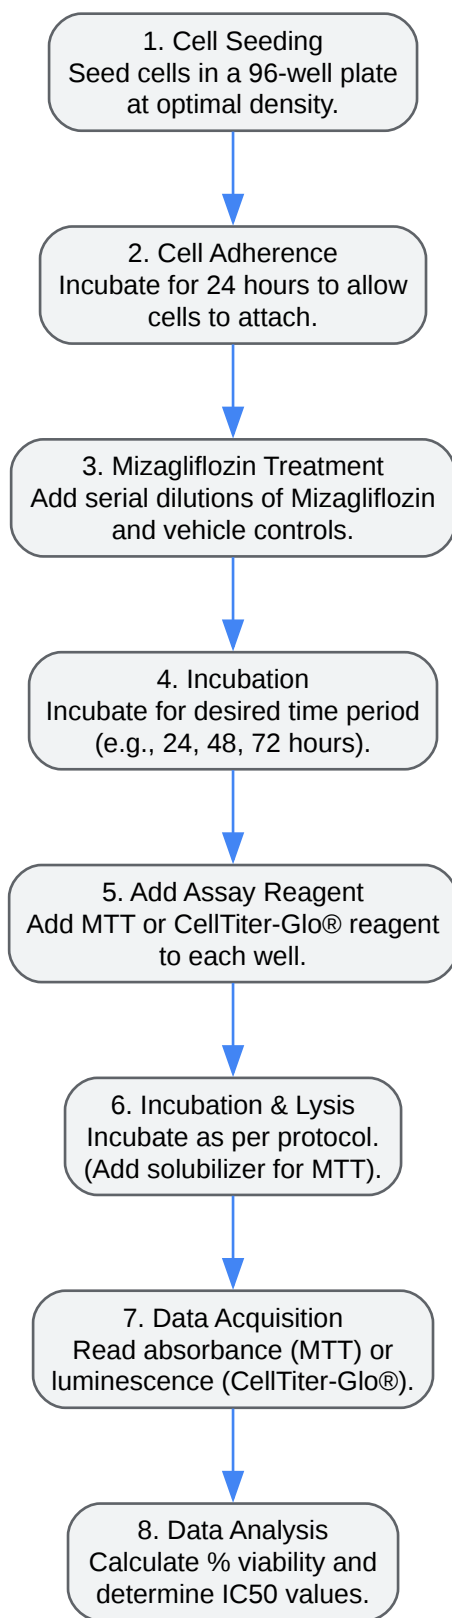 1. Cell Seeding
Seed cells in a 96-well plate
at optimal density.
2. Cell Adherence
Incubate for 24 hours to allow
cells to attach.
3. Mizagliflozin Treatment
Add serial dilutions of Mizagliflozin
and vehicle controls.
4. Incubation
Incubate for desired time period
(e.g., 24, 48, 72 hours).
5. Add Assay Reagent
Add MTT or CellTiter-Glo® reagent
to each well.
6. Incubation & Lysis
Incubate as per protocol.
(Add solubilizer for MTT).
7. Data Acquisition
Read absorbance (MTT) or
luminescence (CellTiter-Glo®).
8. Data Analysis
Calculate % viability and
determine IC50 values.